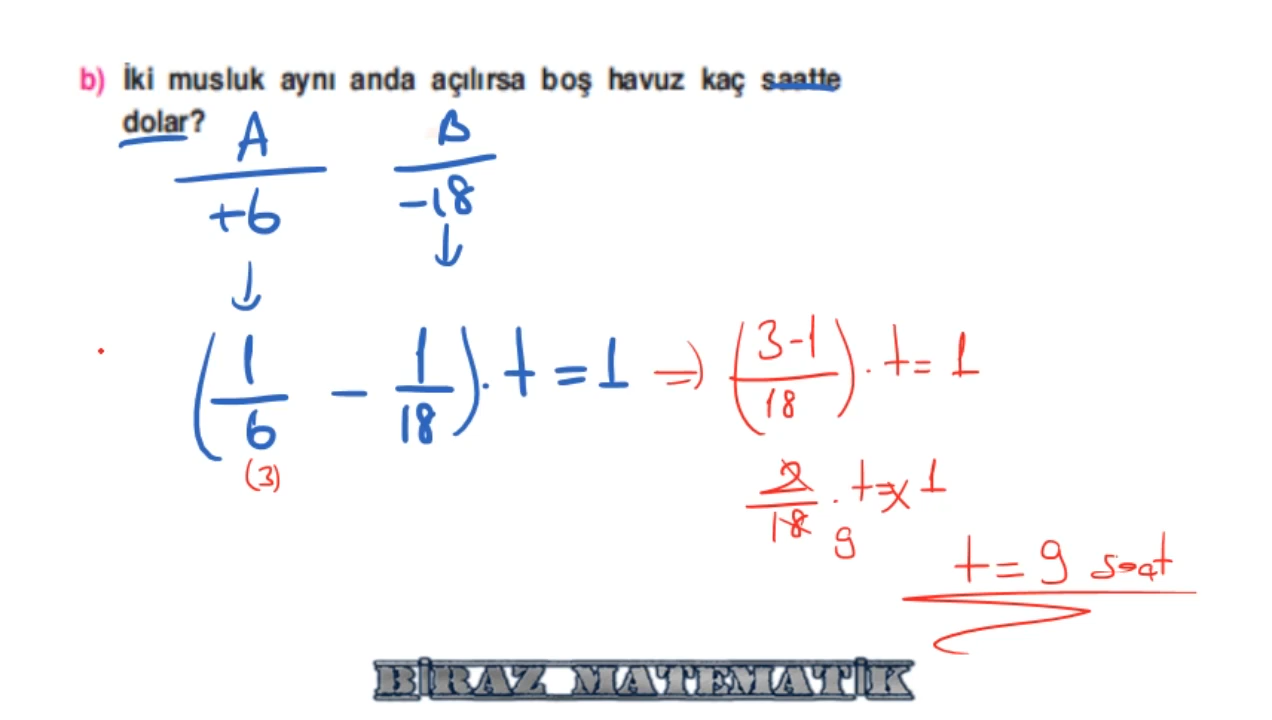 b) İki musluk aynı anda açılırsa boş havuz kaç saatte
dolar?
A B
+6 -18
↓ ↓
(1/6 - 1/18) . t = 1 => (3-1/18) . t = 1
(3)
2/18 . t = 1
9
t = 9 saat
BİRAZ MATEMATİK